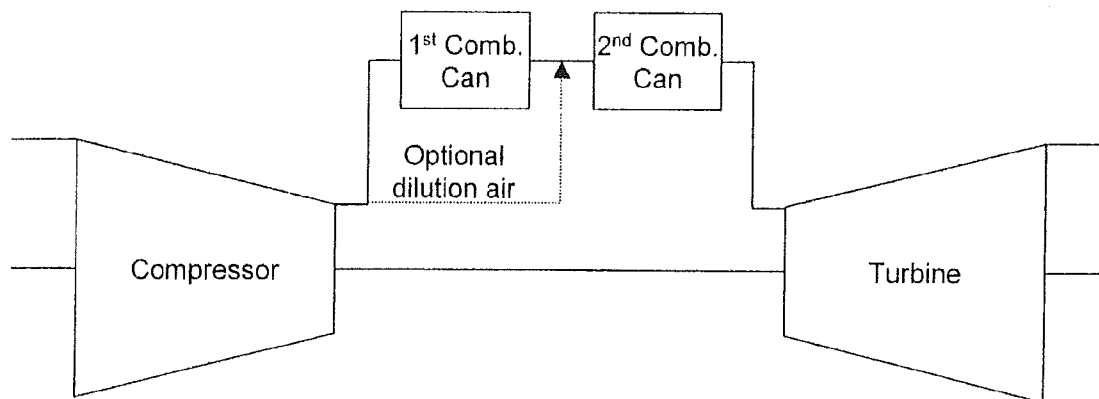 1st Comb.
Can
2nd Comb.
Can
Optional
dilution air
Compressor
Turbine